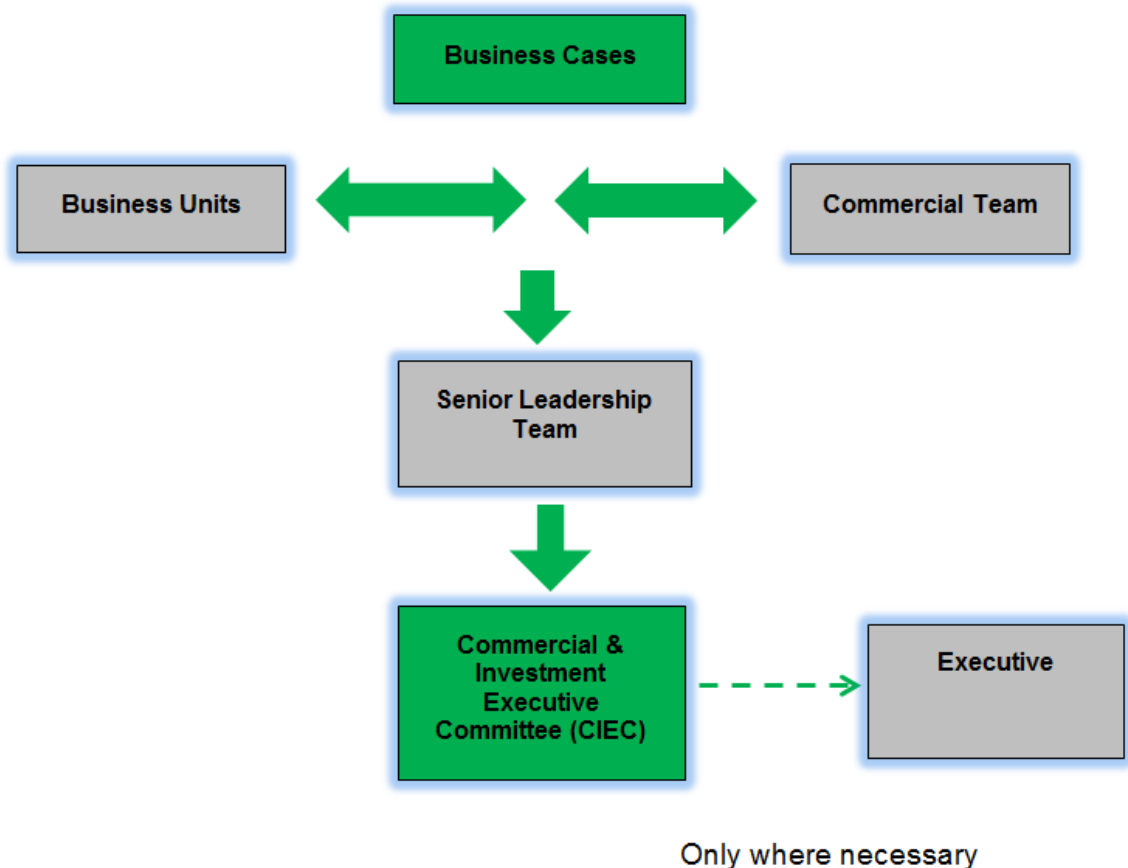 Business Cases
Business Units
Commercial Team
Senior Leadership
Team
Commercial &
Investment
Executive
Committee (CIEC)
Executive
Only where necessary